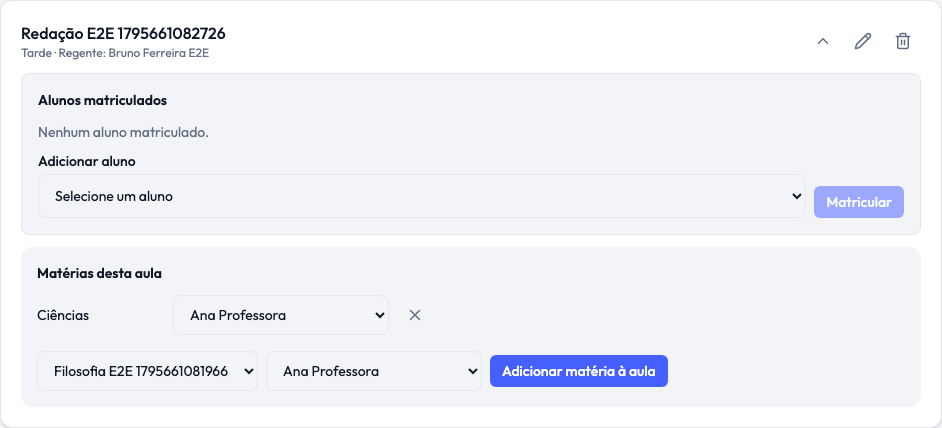 Redação E2E 1795661082726
Tarde · Regente: Bruno Ferreira E2E
Alunos matriculados
Nenhum aluno matriculado.
Adicionar aluno
Selecione um aluno
Matricular
Matérias desta aula
Ciências
Ana Professora
Filosofia E2E 1795661081966
Ana Professora
Adicionar matéria à aula